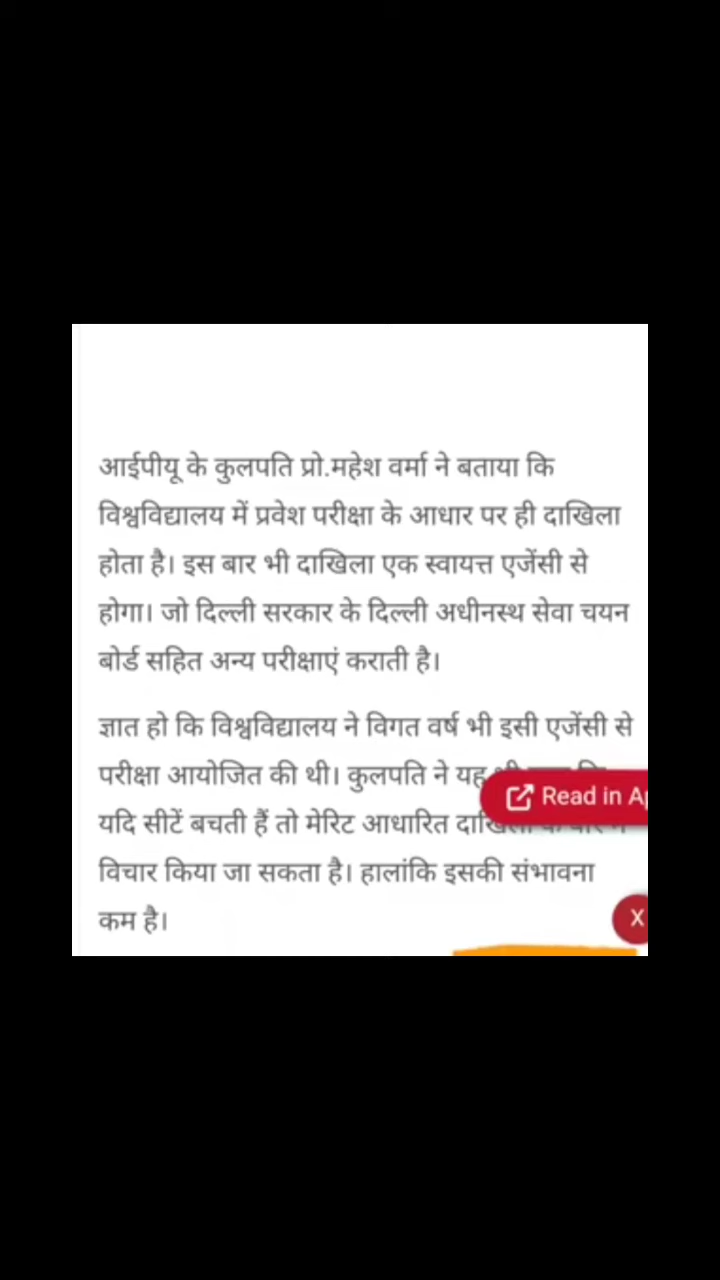 आईपीयू के कुलपति प्रो.महेश वर्मा ने बताया कि
विश्वविद्यालय में प्रवेश परीक्षा के आधार पर ही दाखिला
होता है। इस बार भी दाखिला एक स्वायत्त एजेंसी से
होगा। जो दिल्ली सरकार के दिल्ली अधीनस्थ सेवा चयन
बोर्ड सहित अन्य परीक्षाएं कराती है।
ज्ञात हो कि विश्वविद्यालय ने विगत वर्ष भी इसी एजेंसी से
परीक्षा आयोजित की थी। कुलपति ने यह
Read in
यदि सीटें बचती हैं तो मेरिट आधारित
विचार किया जा सकता है। हालांकि इसकी संभावना
कम है।
X